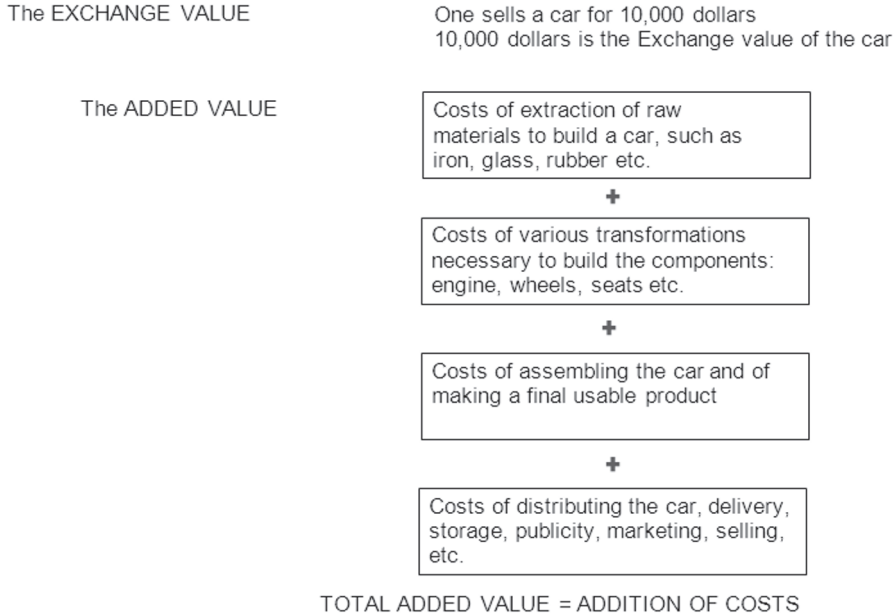 The EXCHANGE VALUE
One sells a car for 10,000 dollars
10,000 dollars is the Exchange value of the car
The ADDED VALUE
Costs of extraction of raw
materials to build a car, such as
iron, glass, rubber etc.
+
Costs of various transformations
necessary to build the components:
engine, wheels, seats etc.
+
Costs of assembling the car and of
making a final usable product
+
Costs of distributing the car, delivery,
storage, publicity, marketing, selling,
etc.
TOTAL ADDED VALUE = ADDITION OF COSTS